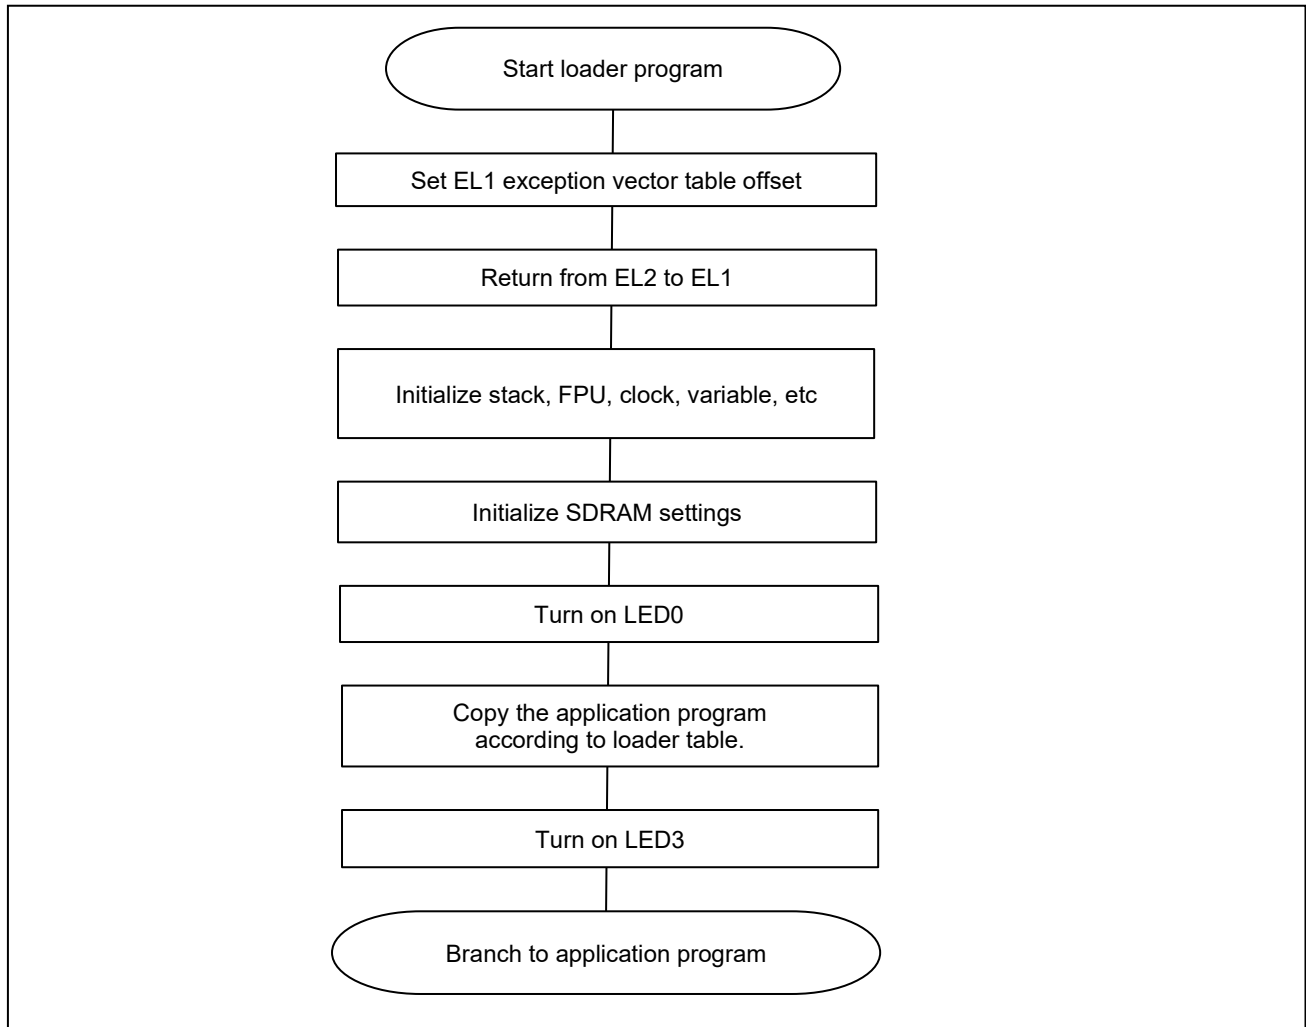 Start loader program
Set EL1 exception vector table offset
Return from EL2 to EL1
Initialize stack, FPU, clock, variable, etc
Initialize SDRAM settings
Turn on LED0
Copy the application program
according to loader table.
Turn on LED3
Branch to application program